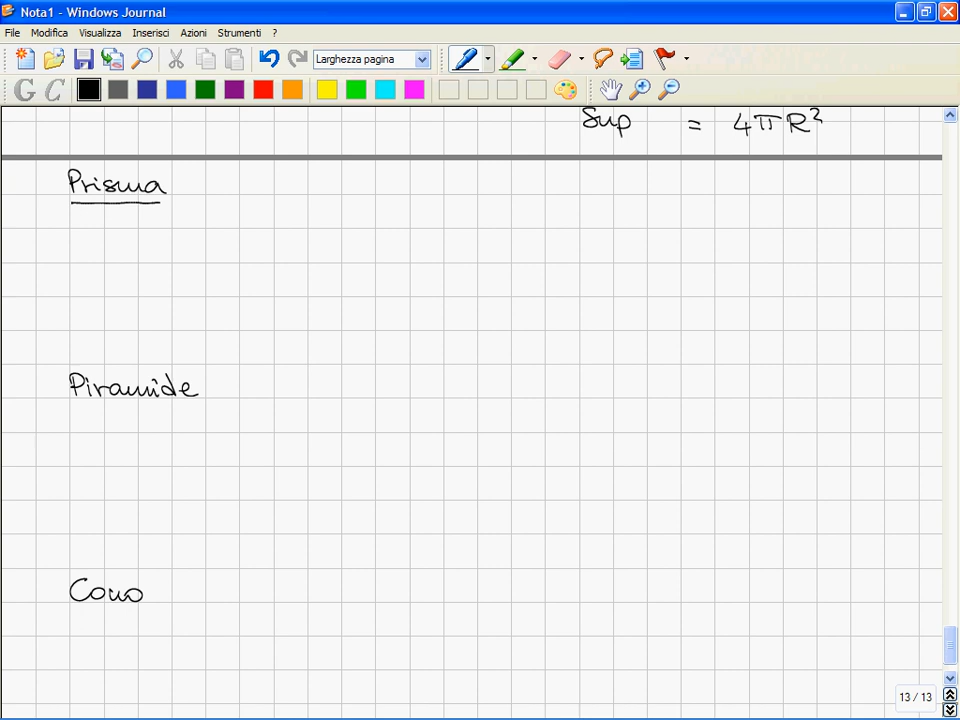 Nota1 - Windows Journal
File Modifica Visualizza Inserisci Azioni Strumenti ?
Larghezza pagina
G C
Sup = 4πR²
Prisma
Piramide
Cono
13 / 13